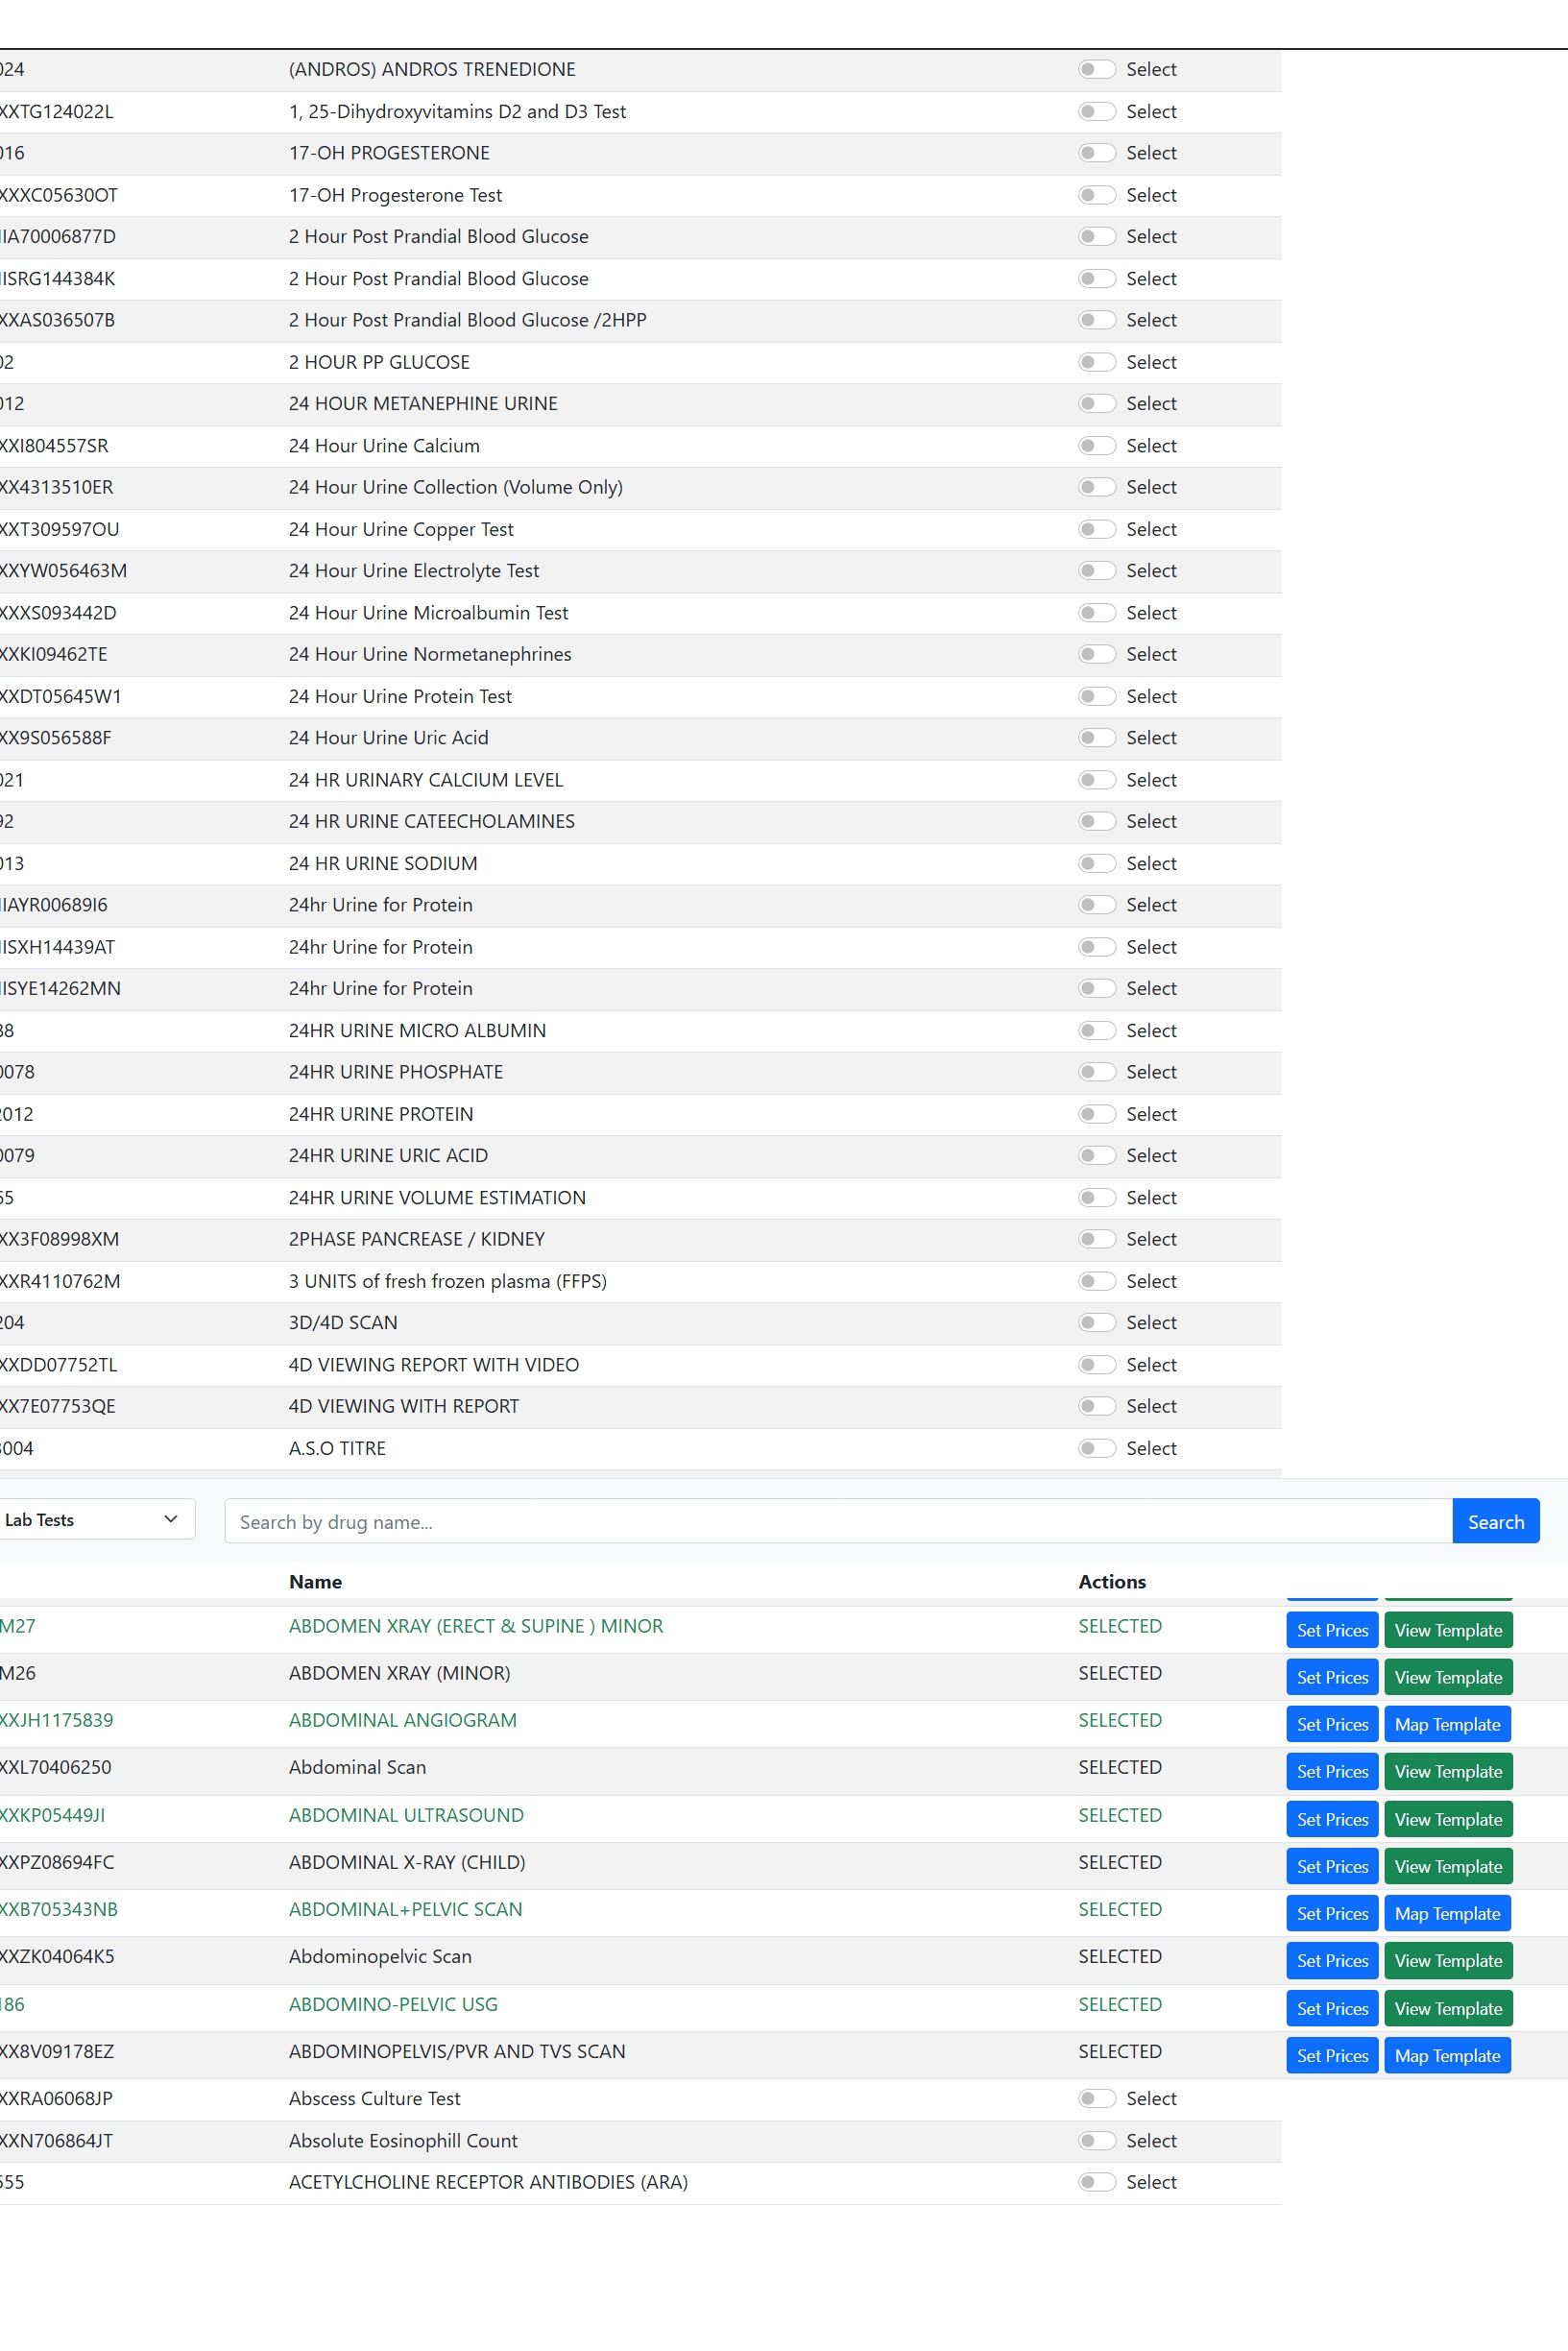 024 (ANDROS) ANDROS TRENEDIONE Select
XXTG124022L 1, 25-Dihydroxyvitamins D2 and D3 Test Select
016 17-OH PROGESTERONE Select
XXXC05630OT 17-OH Progesterone Test Select
IA70006877D 2 Hour Post Prandial Blood Glucose Select
ISRG144384K 2 Hour Post Prandial Blood Glucose Select
XXAS036507B 2 Hour Post Prandial Blood Glucose /2HPP Select
02 2 HOUR PP GLUCOSE Select
012 24 HOUR METANEPHINE URINE Select
XXI804557SR 24 Hour Urine Calcium Select
XX4313510ER 24 Hour Urine Collection (Volume Only) Select
XXT309597OU 24 Hour Urine Copper Test Select
XXYW056463M 24 Hour Urine Electrolyte Test Select
XXXS093442D 24 Hour Urine Microalbumin Test Select
XXKI09462TE 24 Hour Urine Normetanephrines Select
XXDT05645W1 24 Hour Urine Protein Test Select
XX9S056588F 24 Hour Urine Uric Acid Select
021 24 HR URINARY CALCIUM LEVEL Select
92 24 HR URINE CATEECHOLAMINES Select
013 24 HR URINE SODIUM Select
IAYR00689I6 24hr Urine for Protein Select
ISXH14439AT 24hr Urine for Protein Select
ISYE14262MN 24hr Urine for Protein Select
88 24HR URINE MICRO ALBUMIN Select
0078 24HR URINE PHOSPHATE Select
2012 24HR URINE PROTEIN Select
0079 24HR URINE URIC ACID Select
65 24HR URINE VOLUME ESTIMATION Select
XX3F08998XM 2PHASE PANCREASE / KIDNEY Select
XXR4110762M 3 UNITS of fresh frozen plasma (FFPS) Select
204 3D/4D SCAN Select
XXDD07752TL 4D VIEWING REPORT WITH VIDEO Select
XX7E07753QE 4D VIEWING WITH REPORT Select
3004 A.S.O TITRE Select
Lab Tests Search by drug name... Search
Name Actions
M27 ABDOMEN XRAY (ERECT & SUPINE ) MINOR SELECTED Set Prices View Template
M26 ABDOMEN XRAY (MINOR) SELECTED Set Prices View Template
XXJH1175839 ABDOMINAL ANGIOGRAM SELECTED Set Prices Map Template
XXL70406250 Abdominal Scan SELECTED Set Prices View Template
XXKP05449JI ABDOMINAL ULTRASOUND SELECTED Set Prices View Template
XXPZ08694FC ABDOMINAL X-RAY (CHILD) SELECTED Set Prices View Template
XXB705343NB ABDOMINAL+PELVIC SCAN SELECTED Set Prices Map Template
XXZK04064K5 Abdominopelvic Scan SELECTED Set Prices View Template
186 ABDOMINO-PELVIC USG SELECTED Set Prices View Template
XX8V09178EZ ABDOMINOPELVIS/PVR AND TVS SCAN SELECTED Set Prices Map Template
XXRA06068JP Abscess Culture Test Select
XXN706864JT Absolute Eosinophill Count Select
555 ACETYLCHOLINE RECEPTOR ANTIBODIES (ARA) Select